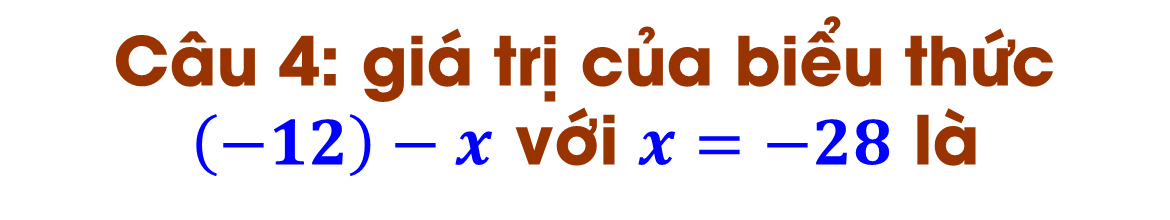 Câu 4: giá trị của biểu thức
(−12) − x với x = −28 là